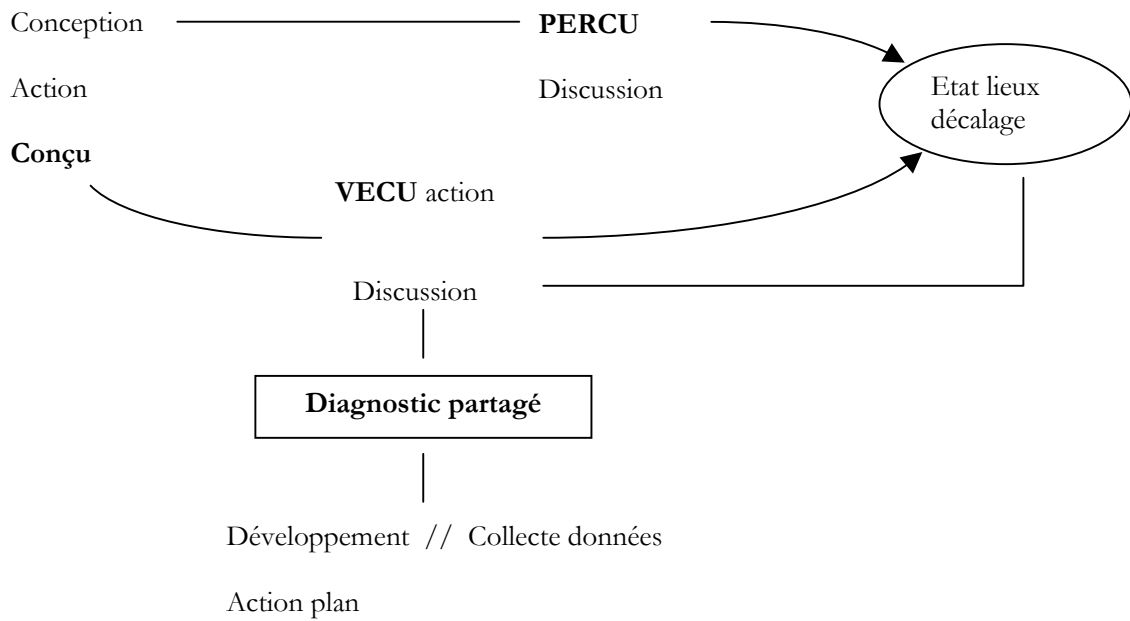 Conception
PERCU
Action
Discussion
Etat lieux
décalage
Conçu
VECU action
Discussion
Diagnostic partagé
Développement // Collecte données
Action plan